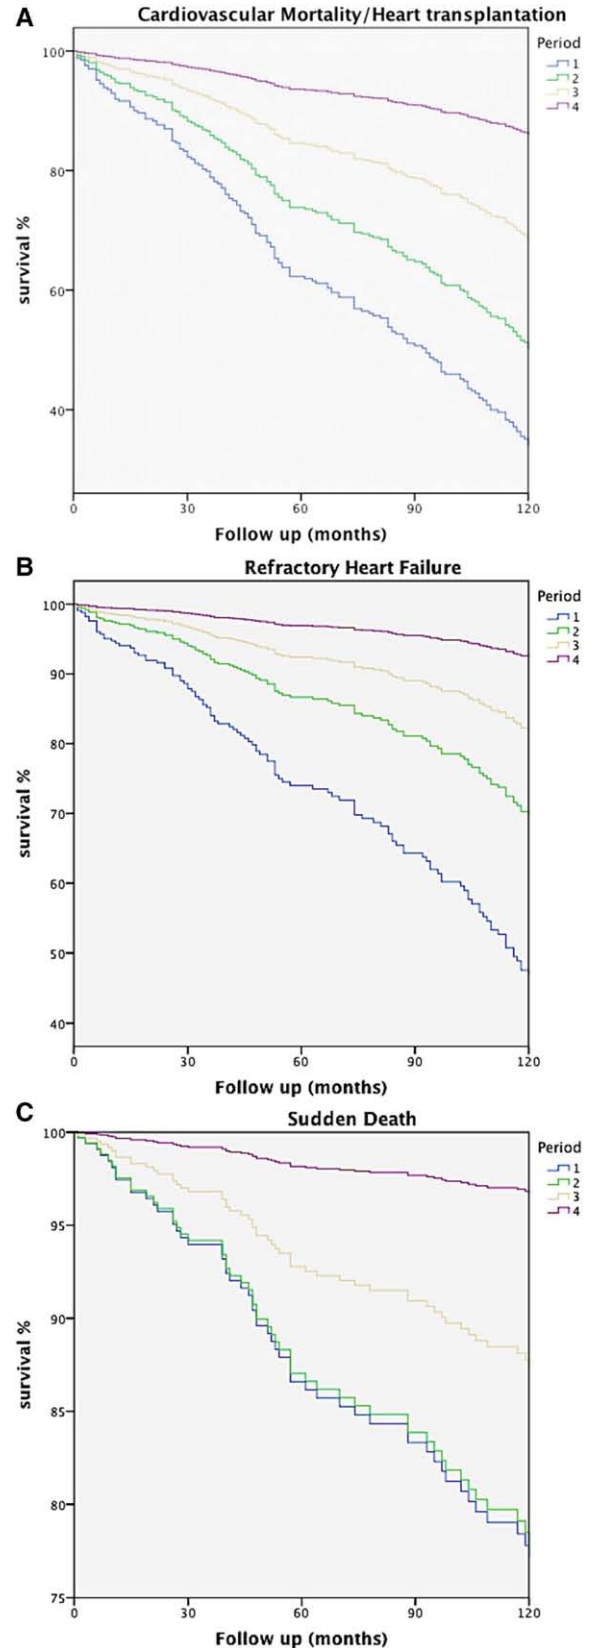 A
Cardiovascular Mortality/Heart transplantation
Period
1
2
3
4
100
80
60
40
survival %
0 30 60 90 120
Follow up (months)
B
Refractory Heart Failure
Period
1
2
3
4
100
90
80
70
60
50
40
survival %
0 30 60 90 120
Follow up (months)
C
Sudden Death
Period
1
2
3
4
100
95
90
85
80
75
survival %
0 30 60 90 120
Follow up (months)